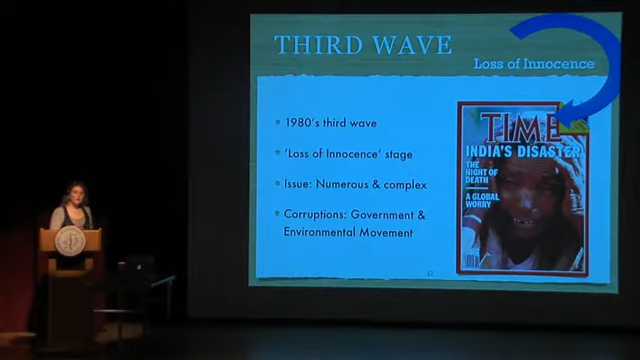 THIRD WAVE
Loss of Innocence
1980's third wave
'Loss of Innocence' stage
Issue: Numerous & complex
Corruptions: Government &
Environmental Movement
TIME
INDIA'S DISASTER
THE
NIGHT OF
DEATH
A GLOBAL
WORRY